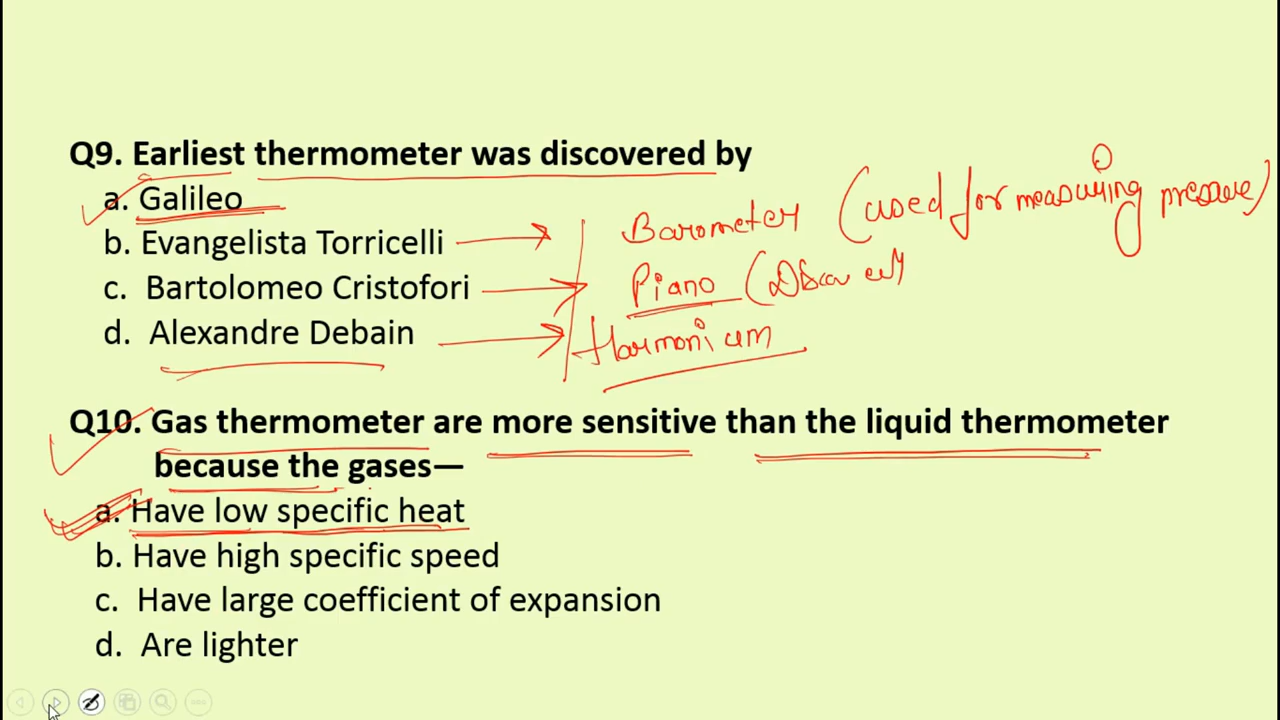 Q9. Earliest thermometer was discovered by
a. Galileo
b. Evangelista Torricelli
Barometer (used for measuring pressure)
c. Bartolomeo Cristofori
Piano
d. Alexandre Debain
Harmonium
Q10. Gas thermometer are more sensitive than the liquid thermometer
because the gases—
a. Have low specific heat
b. Have high specific speed
c. Have large coefficient of expansion
d. Are lighter